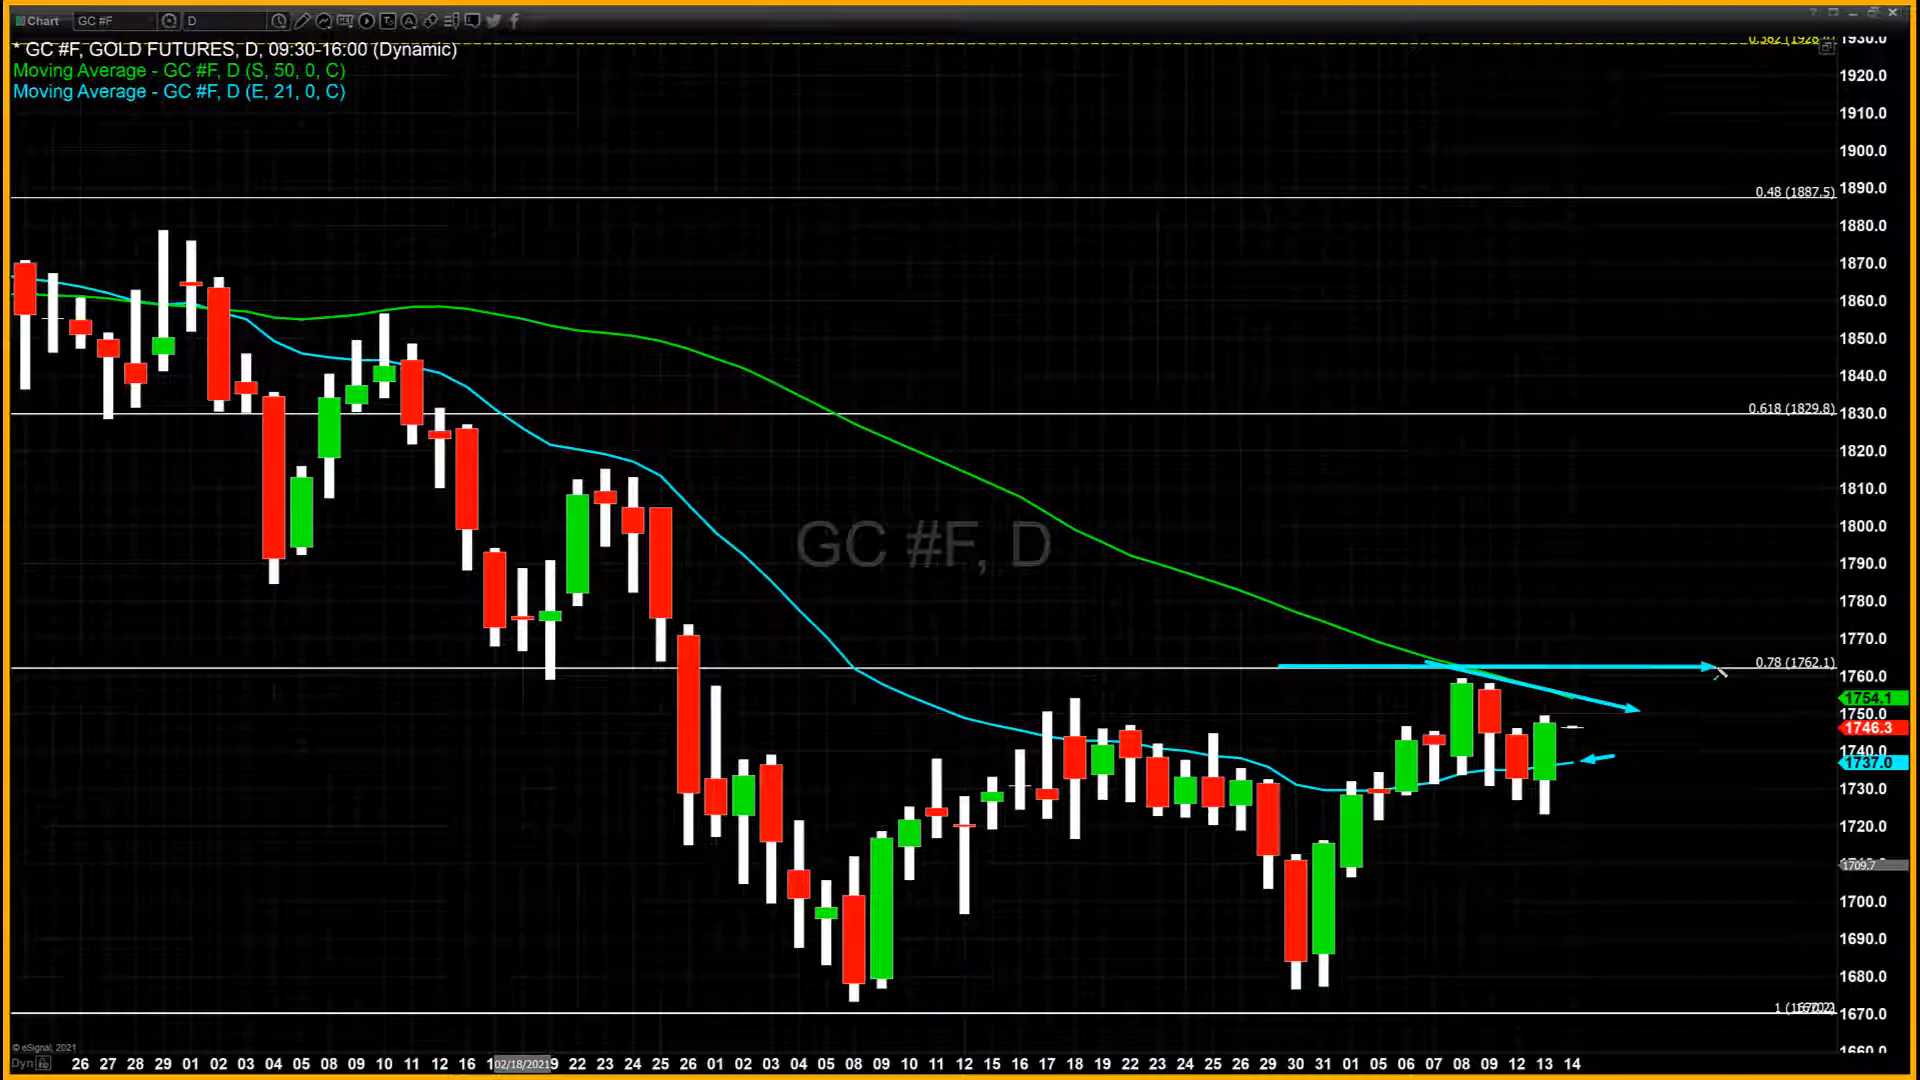 Chart GC #F D
* GC #F, GOLD FUTURES, D, 09:30-16:00 (Dynamic)
Moving Average - GC #F, D (S, 50, 0, C)
Moving Average - GC #F, D (E, 21, 0, C)
1930.0
1920.0
1910.0
1900.0
0.48 (1887.5) 1890.0
1880.0
1870.0
1860.0
1850.0
1840.0
0.618 (1829.8) 1830.0
1820.0
1810.0
1800.0
GC #F, D
1790.0
1780.0
1770.0
0.78 (1762.1) 1760.0
1754.1
1750.0
1746.3
1740.0
1737.0
1730.0
1720.0
1709.7
1700.0
1690.0
1680.0
1670.0
1660.0
© eSignal, 2021
Dyn 26 27 28 29 01 02 03 04 05 08 09 10 11 12 16 02/18/2021 22 23 24 25 26 01 02 03 04 05 08 09 10 11 12 15 16 17 18 19 22 23 24 25 26 29 30 31 01 05 06 07 08 09 12 13 14